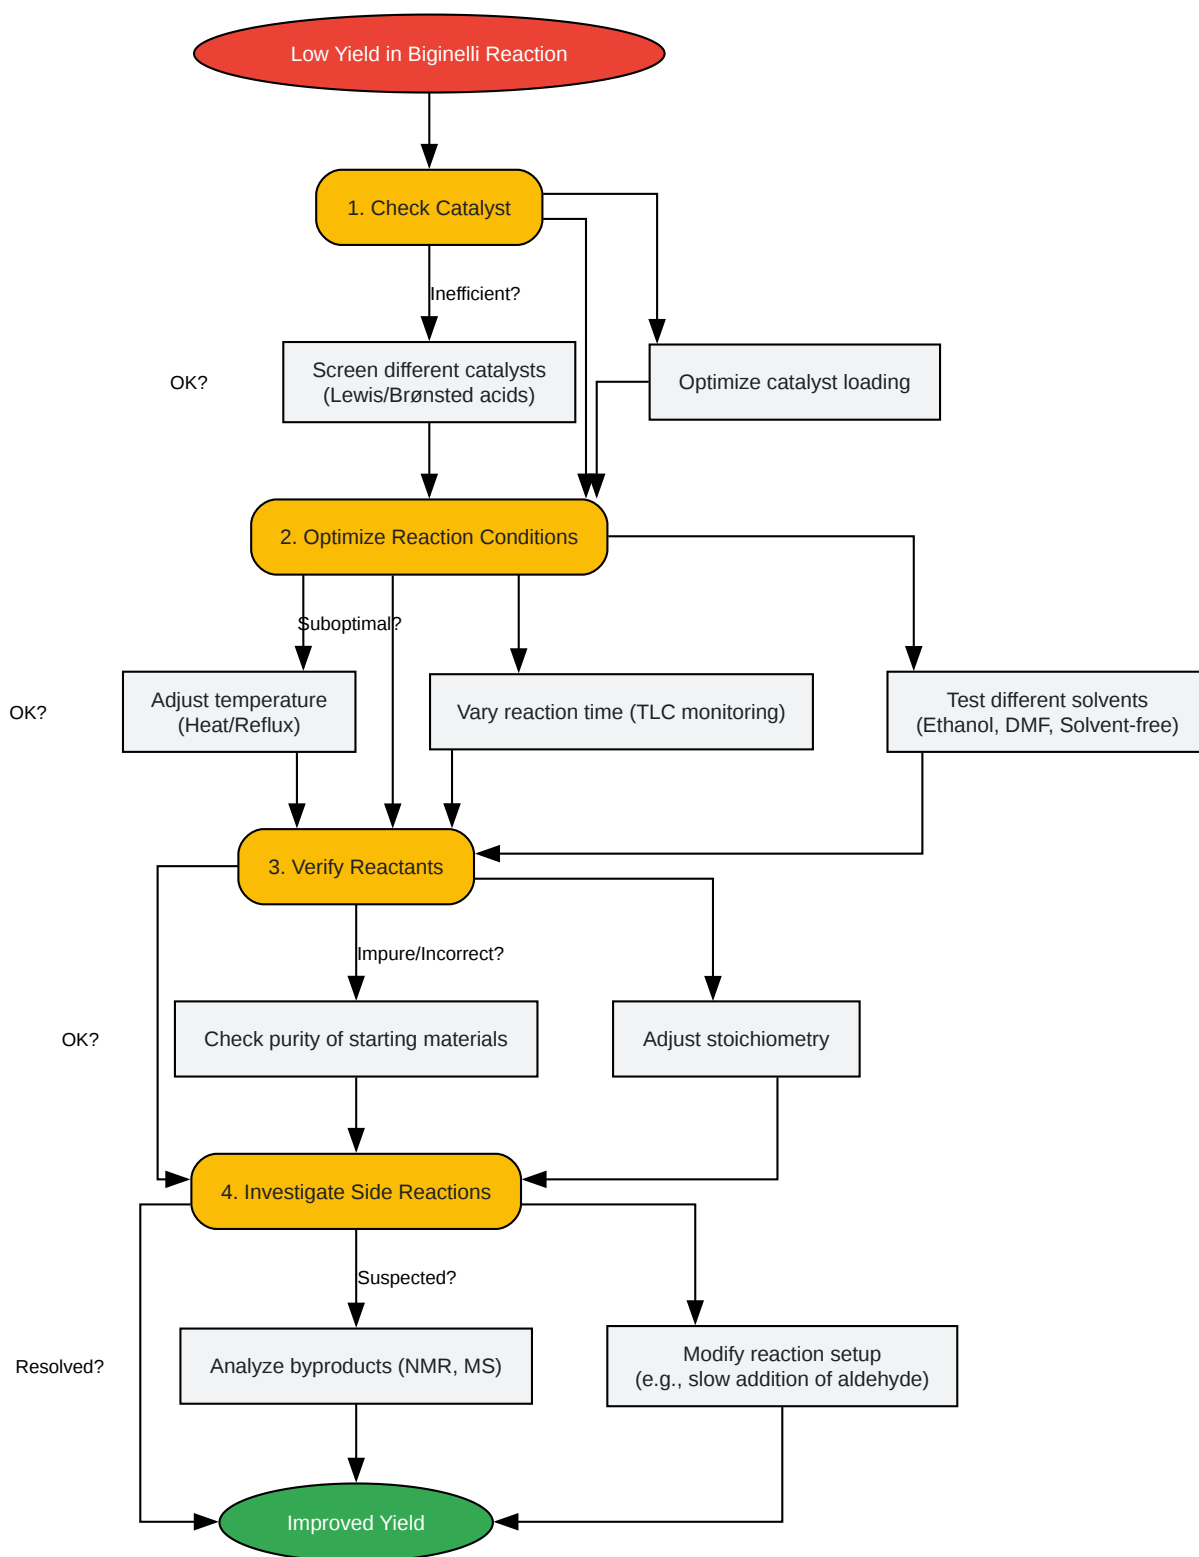 Low Yield in Biginelli Reaction
1. Check Catalyst
Inefficient?
OK?
Screen different catalysts
(Lewis/Brønsted acids)
Optimize catalyst loading
2. Optimize Reaction Conditions
Suboptimal?
OK?
Adjust temperature
(Heat/Reflux)
Vary reaction time (TLC monitoring)
Test different solvents
(Ethanol, DMF, Solvent-free)
3. Verify Reactants
Impure/Incorrect?
OK?
Check purity of starting materials
Adjust stoichiometry
4. Investigate Side Reactions
Suspected?
Resolved?
Analyze byproducts (NMR, MS)
Modify reaction setup
(e.g., slow addition of aldehyde)
Improved Yield